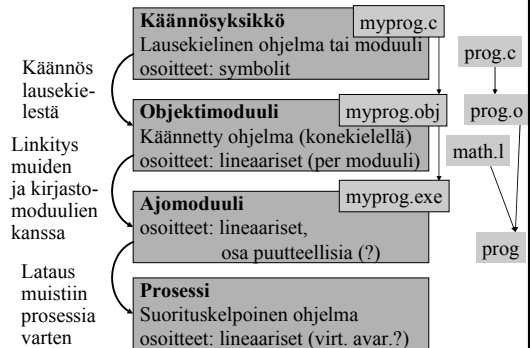 Käännösyksikkö
myprog.c
Lausekielinen ohjelma tai moduuli
osoitteet: symbolit
Käännös
lausekie-
lestä
Objektimoduuli
myprog.obj
Käännetty ohjelma (konekielellä)
osoitteet: lineaariset (per moduuli)
Linkitys
muiden
ja kirjasto-
moduulien
kanssa
Ajomoduuli
myprog.exe
osoitteet: lineaariset,
osa puutteellisia (?)
Lataus
muistiin
prosessia
varten
Prosessi
Suorituskelpoinen ohjelma
osoitteet: lineaariset (virt. avar.?)
prog.c
prog.o
math.l
prog